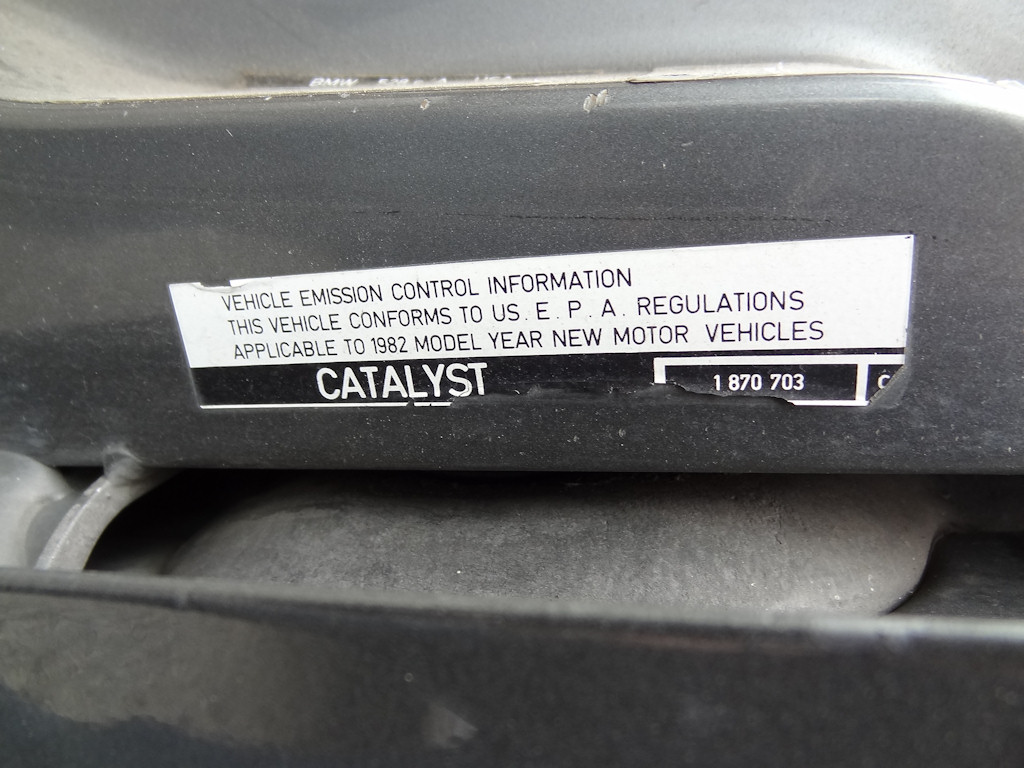 BMW
VEHICLE EMISSION CONTROL INFORMATION
THIS VEHICLE CONFORMS TO US. E. P. A. REGULATIONS
APPLICABLE TO 1982 MODEL YEAR NEW MOTOR VEHICLES
CATALYST 1 870 703